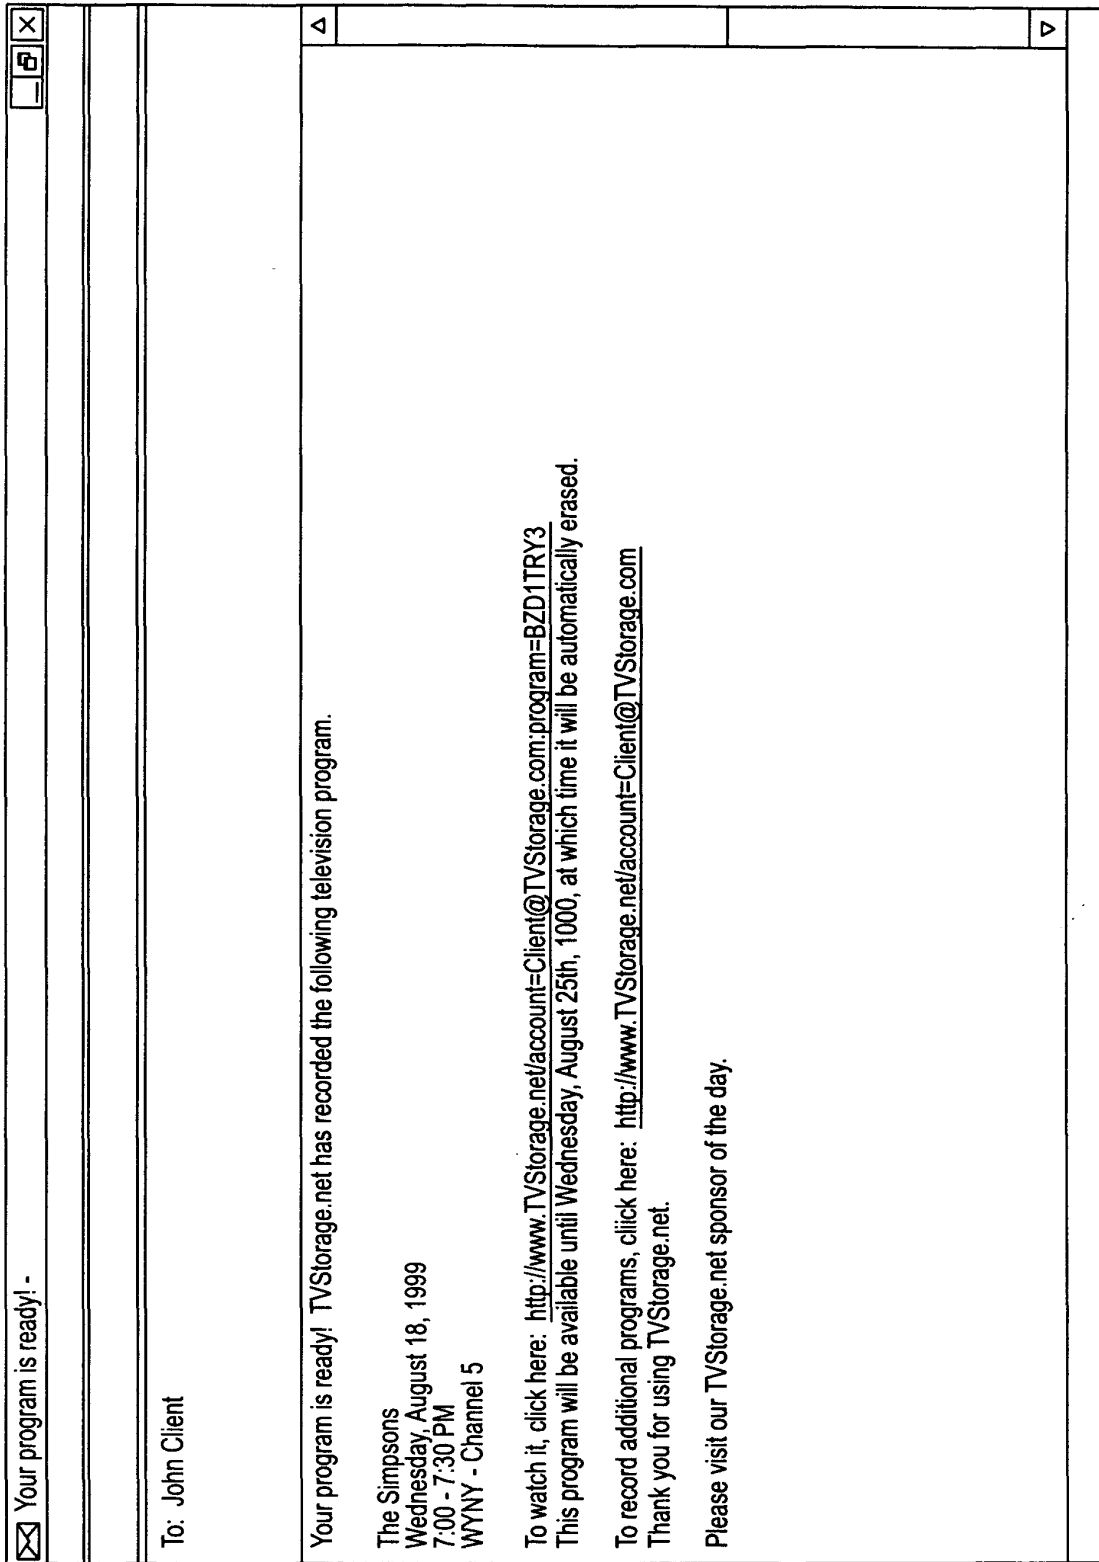 Your program is ready! -
To: John Client
Your program is ready! TVStorage.net has recorded the following television program.
The Simpsons
Wednesday, August 18, 1999
7:00 - 7:30 PM
WYNY - Channel 5
To watch it, click here: http://www.TVStorage.net/account=Client@TVStorage.com:program=BZD1TRY3
This program will be available until Wednesday, August 25th, 1000, at which time it will be automatically erased.
To record additional programs, cliick here: http://www.TVStorage.net/account=Client@TVStorage.com
Thank you for using TVStorage.net.
Please visit our TVStorage.net sponsor of the day.